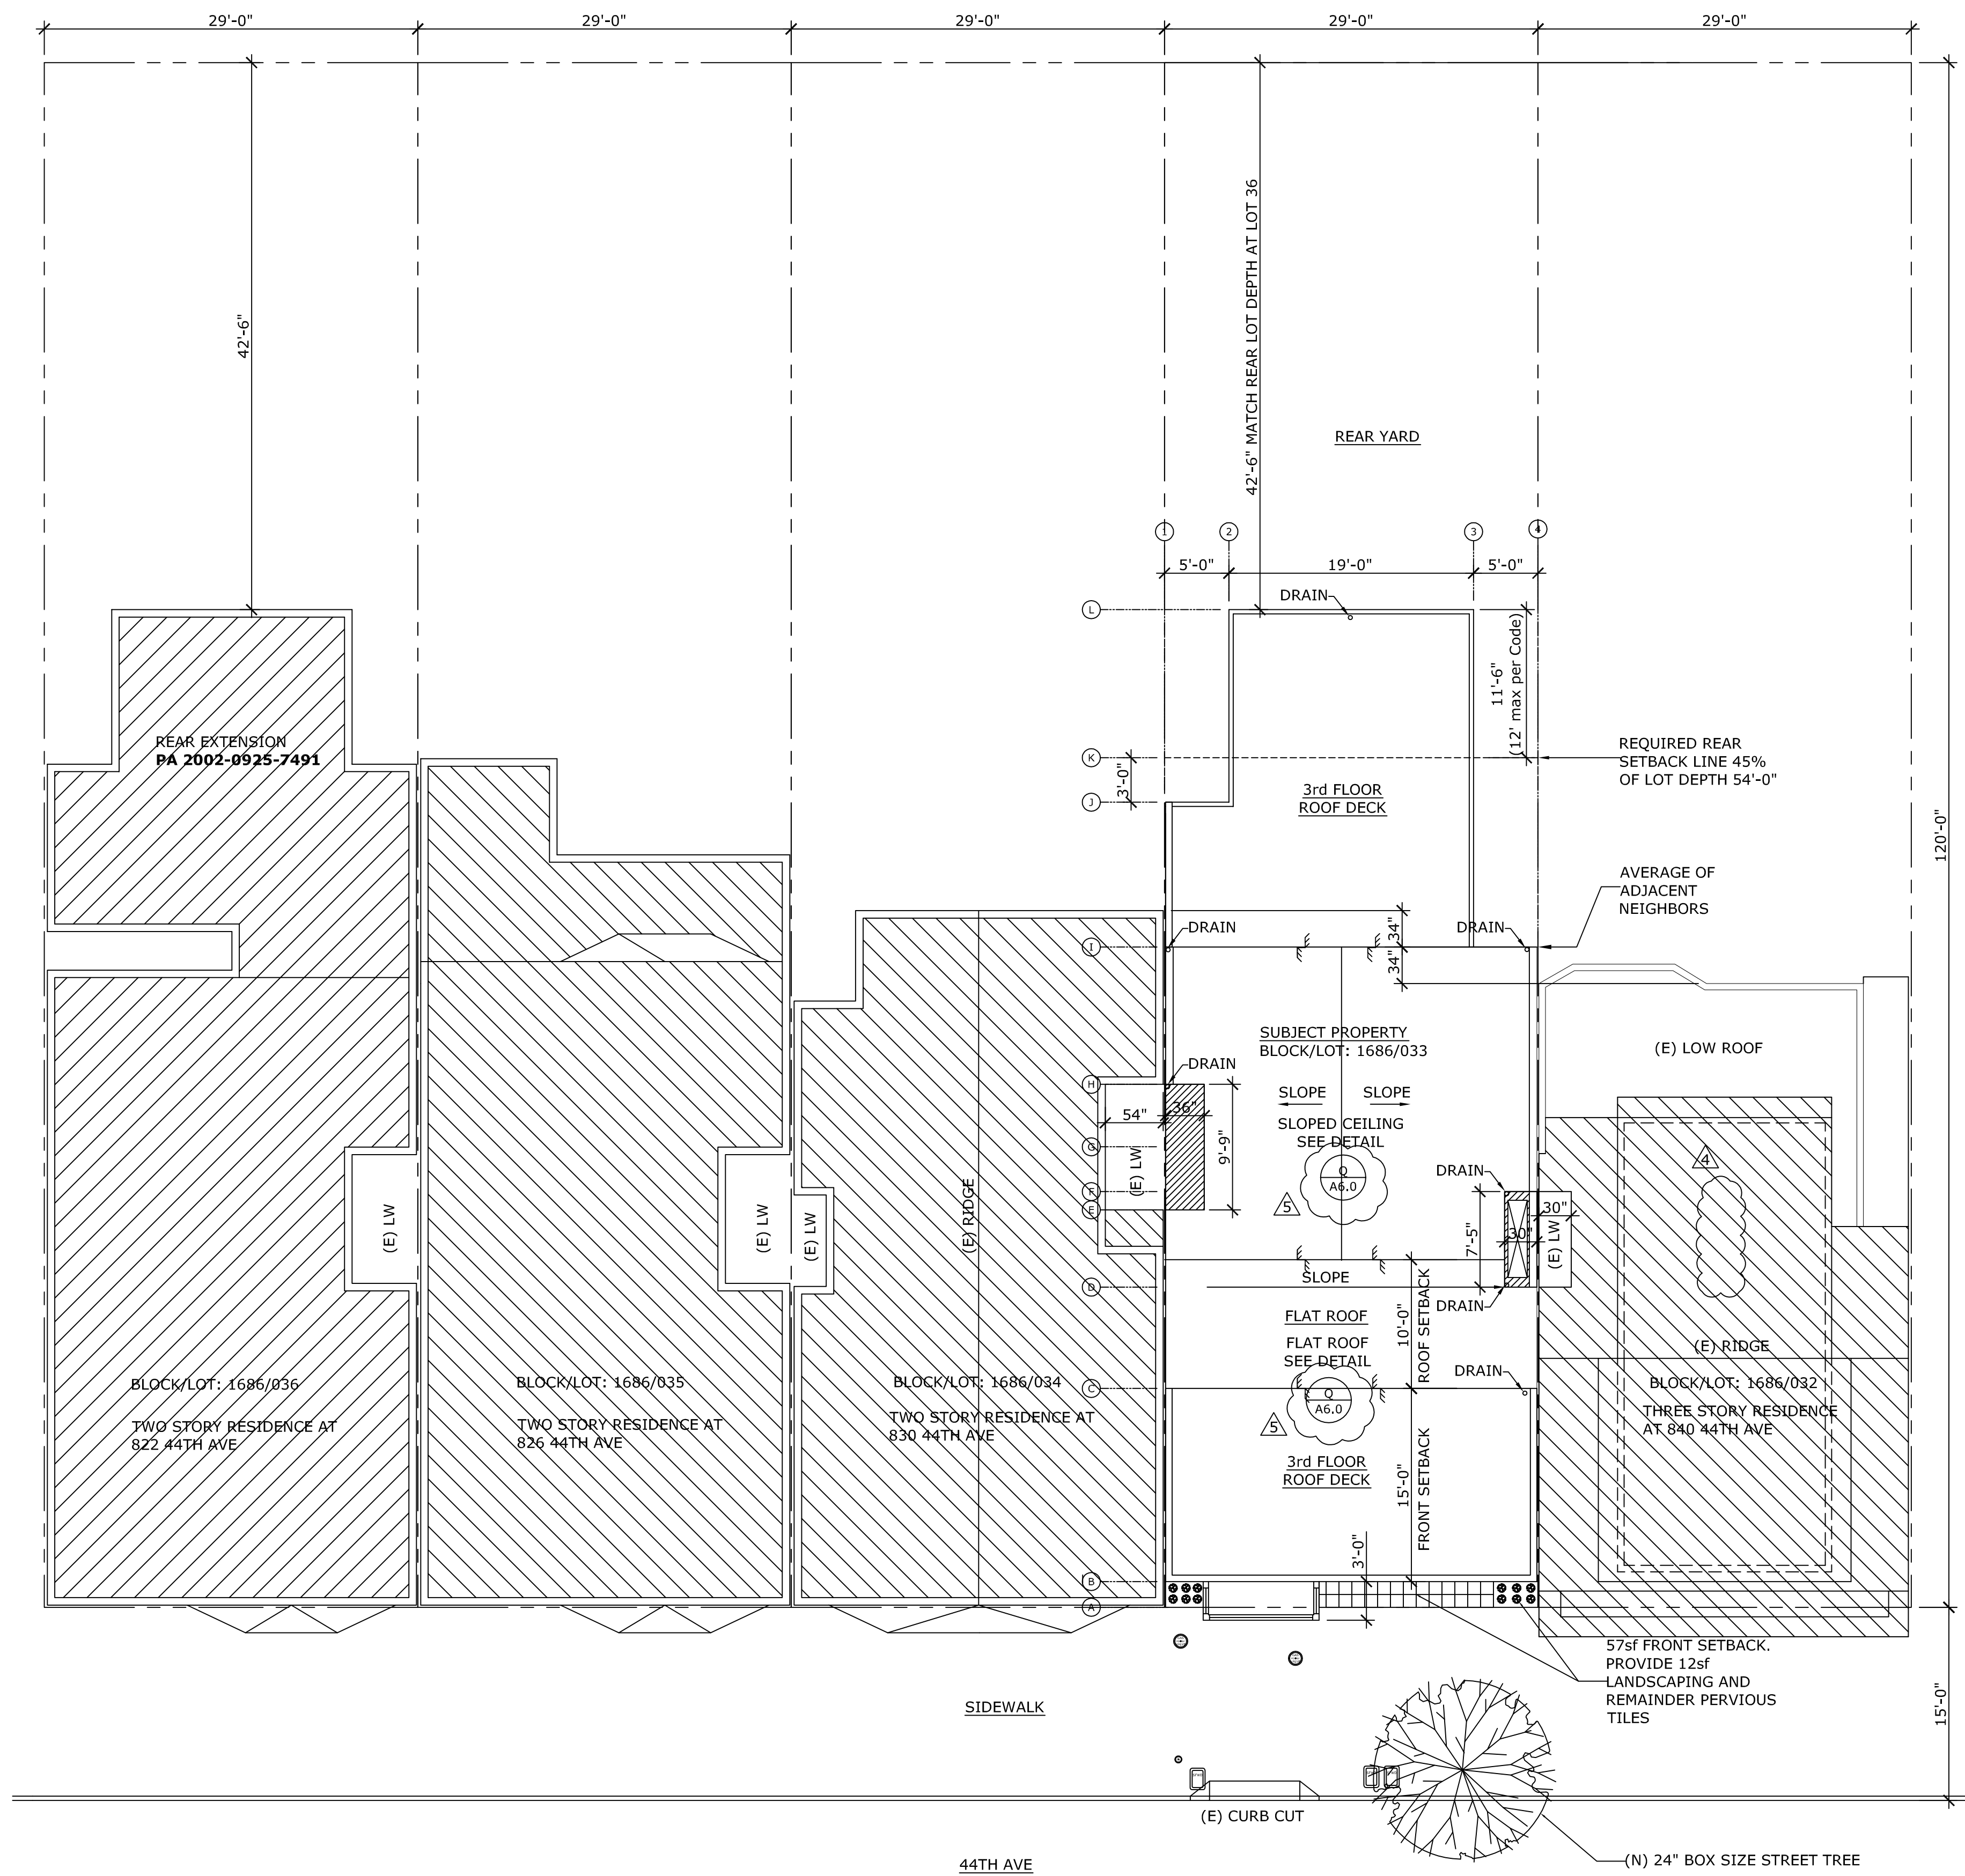 29'-0"
29'-0"
29'-0"
29'-0"
29'-0"
42'-6"
42'-6" MATCH REAR LOT DEPTH AT LOT 36
REAR YARD
1
2
3
4
5'-0"
19'-0"
5'-0"
DRAIN
L
11'-6"
(12' max per Code)
REAR EXTENSION
PA 2002-0925-7491
K
3'-0"
J
3rd FLOOR
ROOF DECK
REQUIRED REAR
SETBACK LINE 45%
OF LOT DEPTH 54'-0"
120'-0"
AVERAGE OF
ADJACENT
NEIGHBORS
DRAIN
34"
DRAIN
I
34"
SUBJECT PROPERTY
BLOCK/LOT: 1686/033
(E) LOW ROOF
DRAIN
H
SLOPE
SLOPE
54"
36"
SLOPED CEILING
SEE DETAIL
G
9'-9"
(E) LW
Q
A6.0
4
DRAIN
F
E
5
(E) LW
(E) LW
(E) LW
(E) RIDGE
7'-5"
30"
30"
(E) LW
SLOPE
D
DRAIN
FLAT ROOF
10'-0"
ROOF SETBACK
FLAT ROOF
SEE DETAIL
(E) RIDGE
DRAIN
C
Q
A6.0
5
BLOCK/LOT: 1686/036
BLOCK/LOT: 1686/035
BLOCK/LOT: 1686/034
BLOCK/LOT: 1686/032
TWO STORY RESIDENCE AT
822 44TH AVE
TWO STORY RESIDENCE AT
826 44TH AVE
TWO STORY RESIDENCE AT
830 44TH AVE
THREE STORY RESIDENCE
AT 840 44TH AVE
3rd FLOOR
ROOF DECK
15'-0"
FRONT SETBACK
3'-0"
B
A
57sf FRONT SETBACK.
PROVIDE 12sf
LANDSCAPING AND
REMAINDER PERVIOUS
TILES
SIDEWALK
15'-0"
(E) CURB CUT
(N) 24" BOX SIZE STREET TREE
44TH AVE